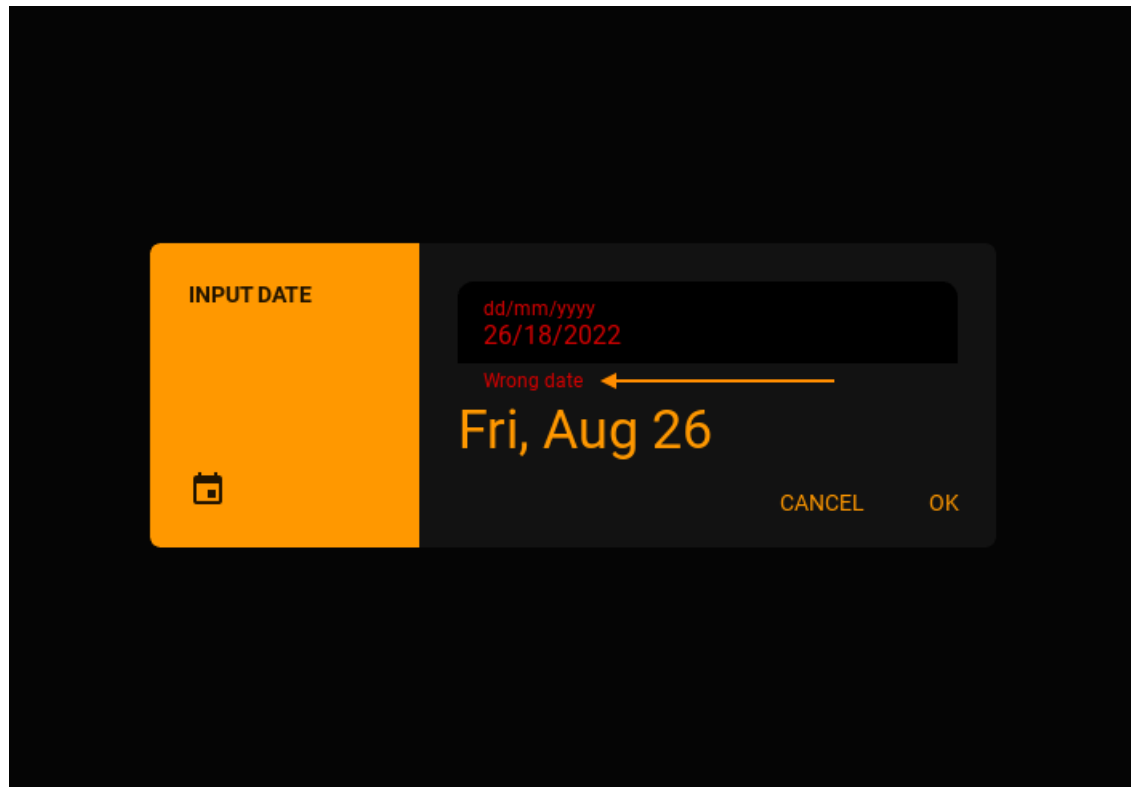 INPUT DATE
dd/mm/yyyy
26/18/2022
Wrong date
Fri, Aug 26
CANCEL OK